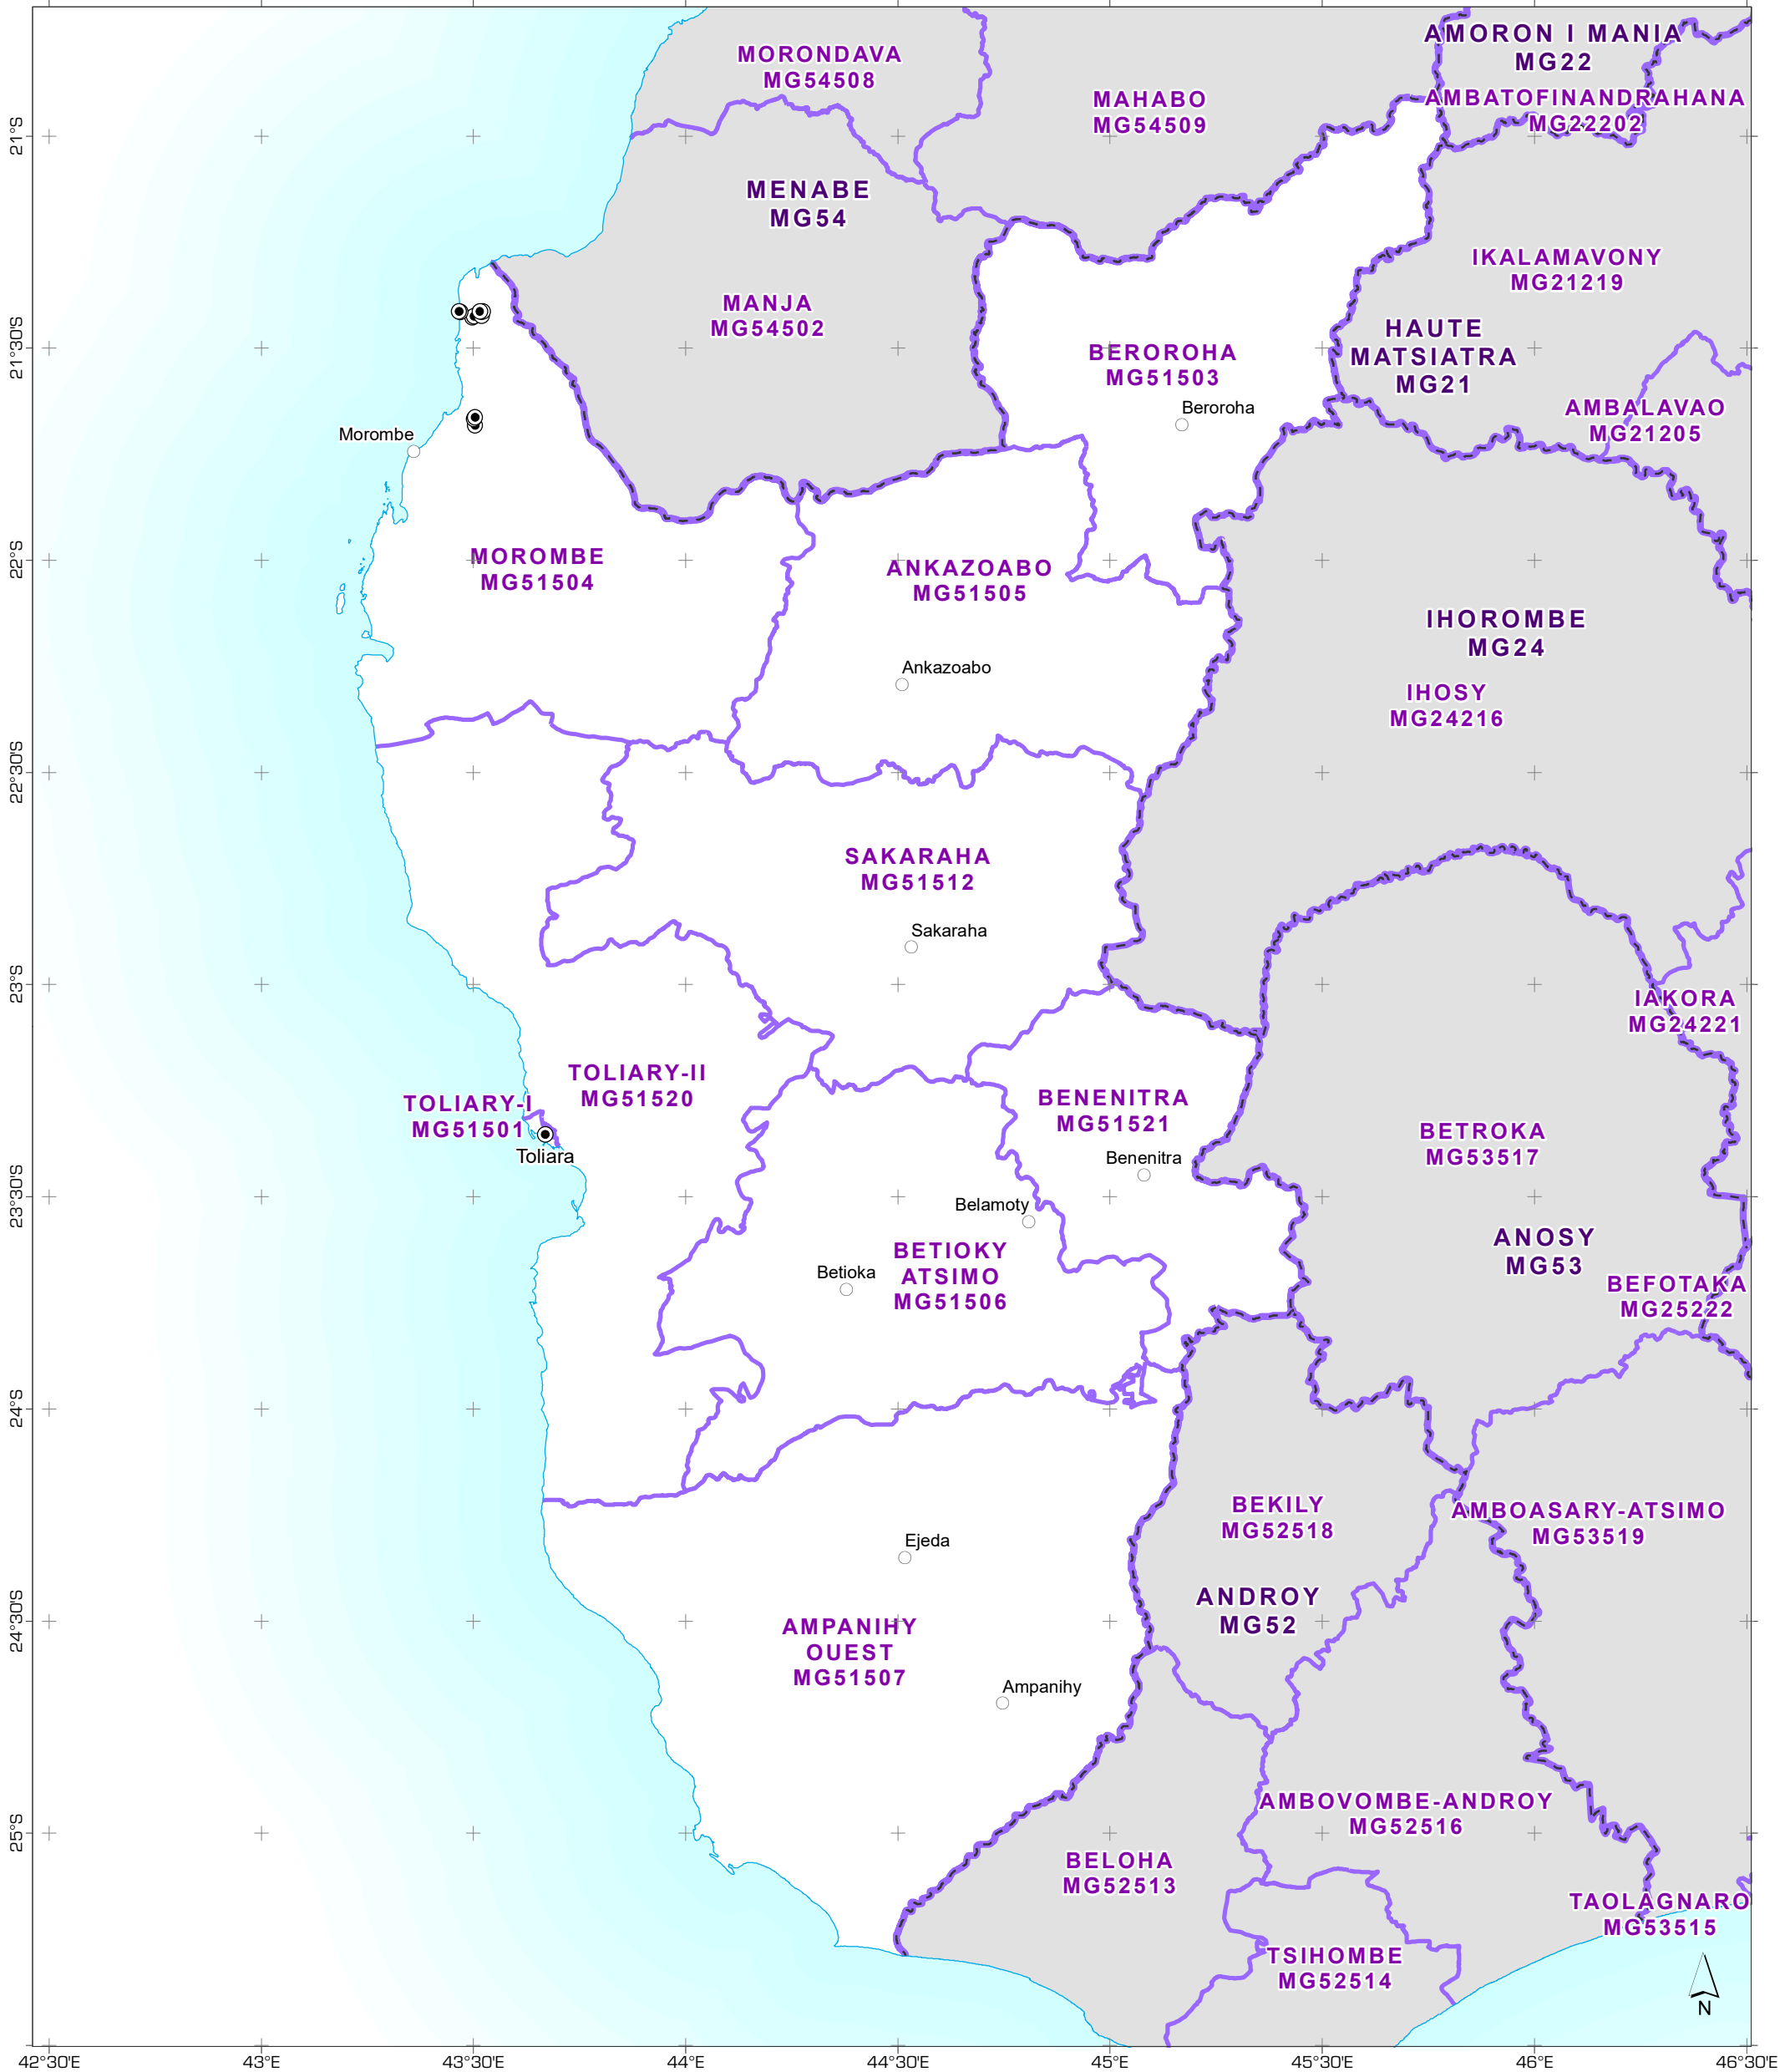 MORONDAVA
MG54508
AMORON I MANIA
MG22
MAHABO
MG54509
AMBATOFINANDRAHANA
MG22202
21°S
MENABE
MG54
IKALAMAVONY
MG21219
MANJA
MG54502
HAUTE
MATSIATRA
MG21
21°30'S
BEROROHA
MG51503
Beroroha
AMBALAVAO
MG21205
Morombe
22°S
MOROMBE
MG51504
ANKAZOABO
MG51505
IHOROMBE
MG24
Ankazoabo
IHOSY
MG24216
22°30'S
SAKARAHA
MG51512
Sakaraha
23°S
IAKORA
MG24221
TOLIARY-II
MG51520
TOLIARY-I
MG51501
Toliara
BENENITRA
MG51521
Benenitra
BETROKA
MG53517
23°30'S
Belamoty
BETIOKY
ATSIMO
MG51506
Betioka
ANOSY
MG53
BEFOTAKA
MG25222
24°S
BEKILY
MG52518
AMBOASARY-ATSIMO
MG53519
Ejeda
ANDROY
MG52
24°30'S
AMPANIHY
OUEST
MG51507
Ampanihy
AMBOVOMBE-ANDROY
MG52516
25°S
BELOHA
MG52513
TAOLAGNARO
MG53515
TSIHOMBE
MG52514
N
42°30'E 43°E 43°30'E 44°E 44°30'E 45°E 45°30'E 46°E 46°30'E